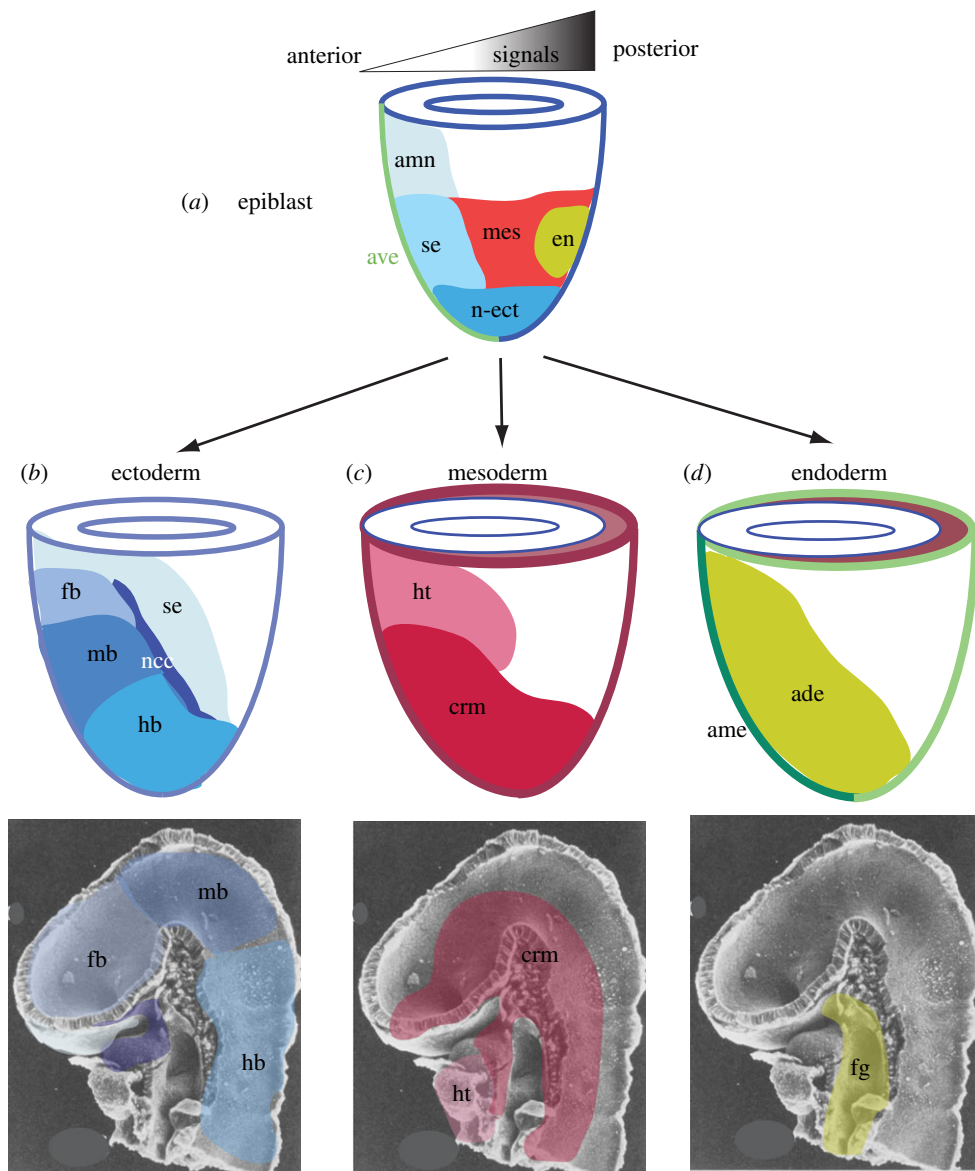 anterior signals posterior
amn
(a) epiblast
mes
en
se
ave
n-ect
(b) ectoderm
(c) mesoderm
(d) endoderm
fb
se
mb
ncc
hb
ht
crm
ade
ame
mb
fb
hb
crm
ht
fg